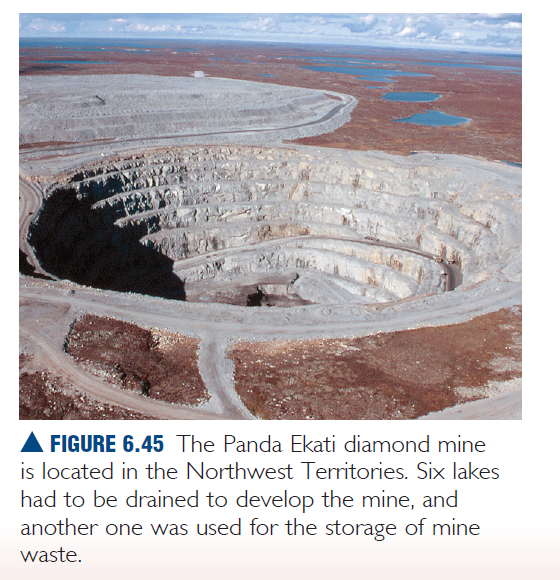 ▲ FIGURE 6.45 The Panda Ekati diamond mine
is located in the Northwest Territories. Six lakes
had to be drained to develop the mine, and
another one was used for the storage of mine
waste.